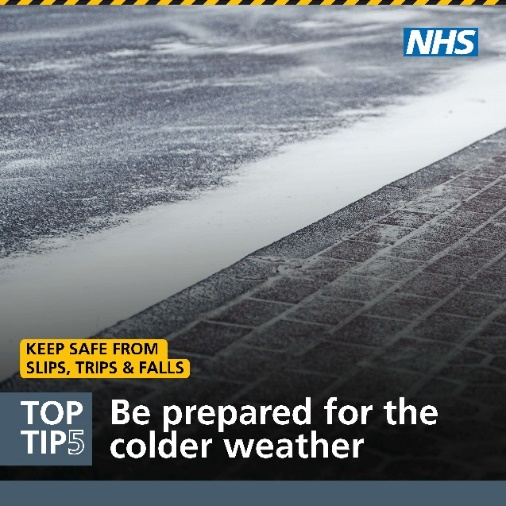 NHS
KEEP SAFE FROM
SLIPS, TRIPS & FALLS
TOP
TIP5
Be prepared for the
colder weather